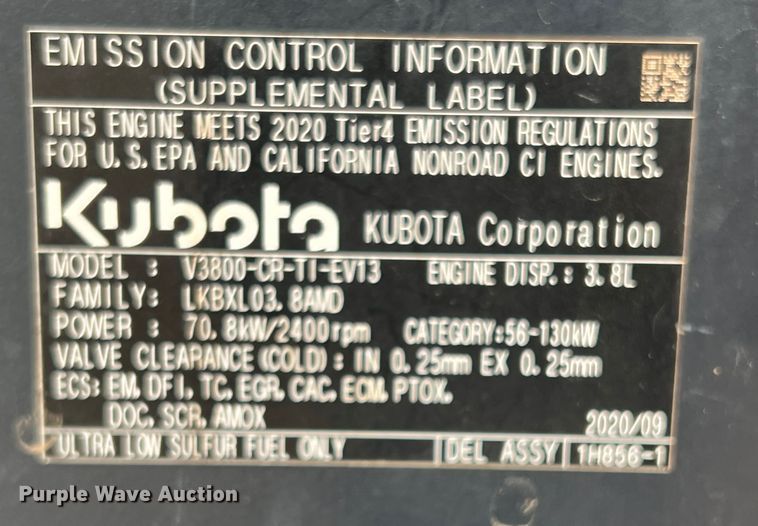 EMISSION CONTROL INFORMATION
(SUPPLEMENTAL LABEL)
THIS ENGINE MEETS 2020 Tier4 EMISSION REGULATIONS
FOR U.S.EPA AND CALIFORNIA NONROAD CI ENGINES.
Kubota KUBOTA Corporation
MODEL : V3800-CR-TI-EV13 ENGINE DISP.: 3.8L
FAMILY: LKBXL03.8AMD
POWER : 70.8kW/2400rpm CATEGORY:56-130kW
VALVE CLEARANCE(COLD): IN 0.25mm EX 0.25mm
ECS: EM, DFI, TC, EGR, CAC, ECM, PTOX,
DOC, SCR, AMOX 2020/09
ULTRA LOW SULFUR FUEL ONLY DEL ASSY 1H856-1
Purple Wave Auction